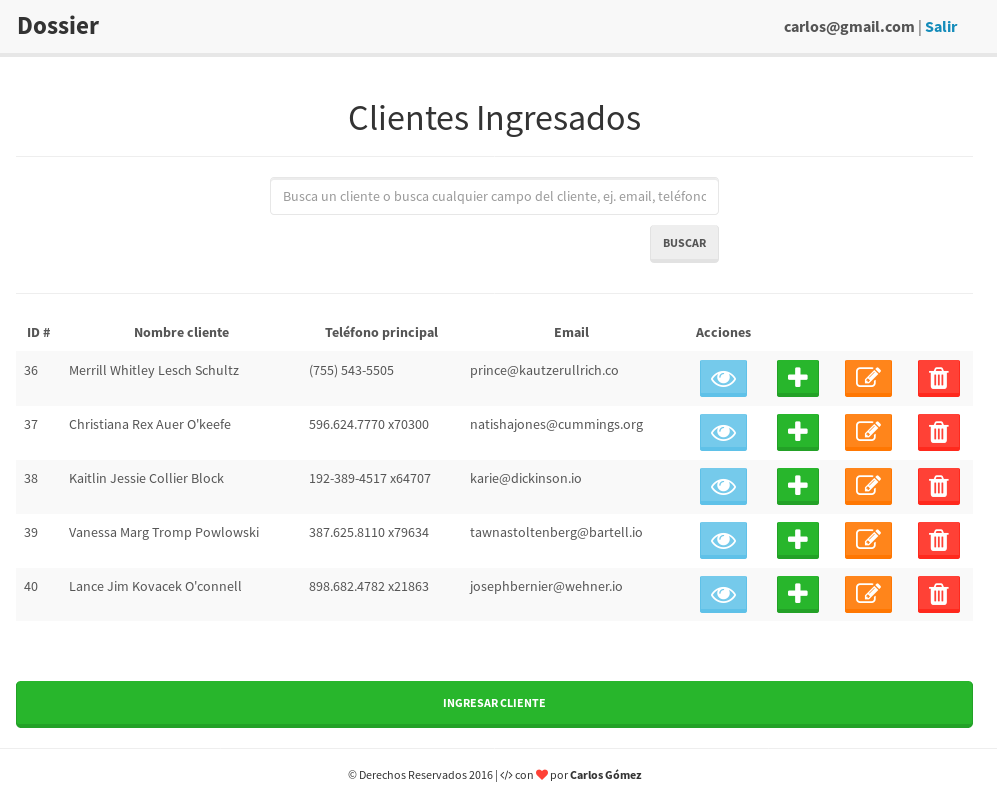 Dossier
carlos@gmail.com | Salir
Clientes Ingresados
Busca un cliente o busca cualquier campo del cliente, ej. email, teléfono
BUSCAR
ID # Nombre cliente Teléfono principal Email Acciones
36 Merrill Whitley Lesch Schultz (755) 543-5505 prince@kautzerullrich.co
37 Christiana Rex Auer O'keefe 596.624.7770 x70300 natishajones@cummings.org
38 Kaitlin Jessie Collier Block 192-389-4517 x64707 karie@dickinson.io
39 Vanessa Marg Tromp Powlowski 387.625.8110 x79634 tawnastoltenberg@bartell.io
40 Lance Jim Kovacek O'connell 898.682.4782 x21863 josephbernier@wehner.io
INGRESAR CLIENTE
© Derechos Reservados 2016 | </> con ♥ por Carlos Gómez